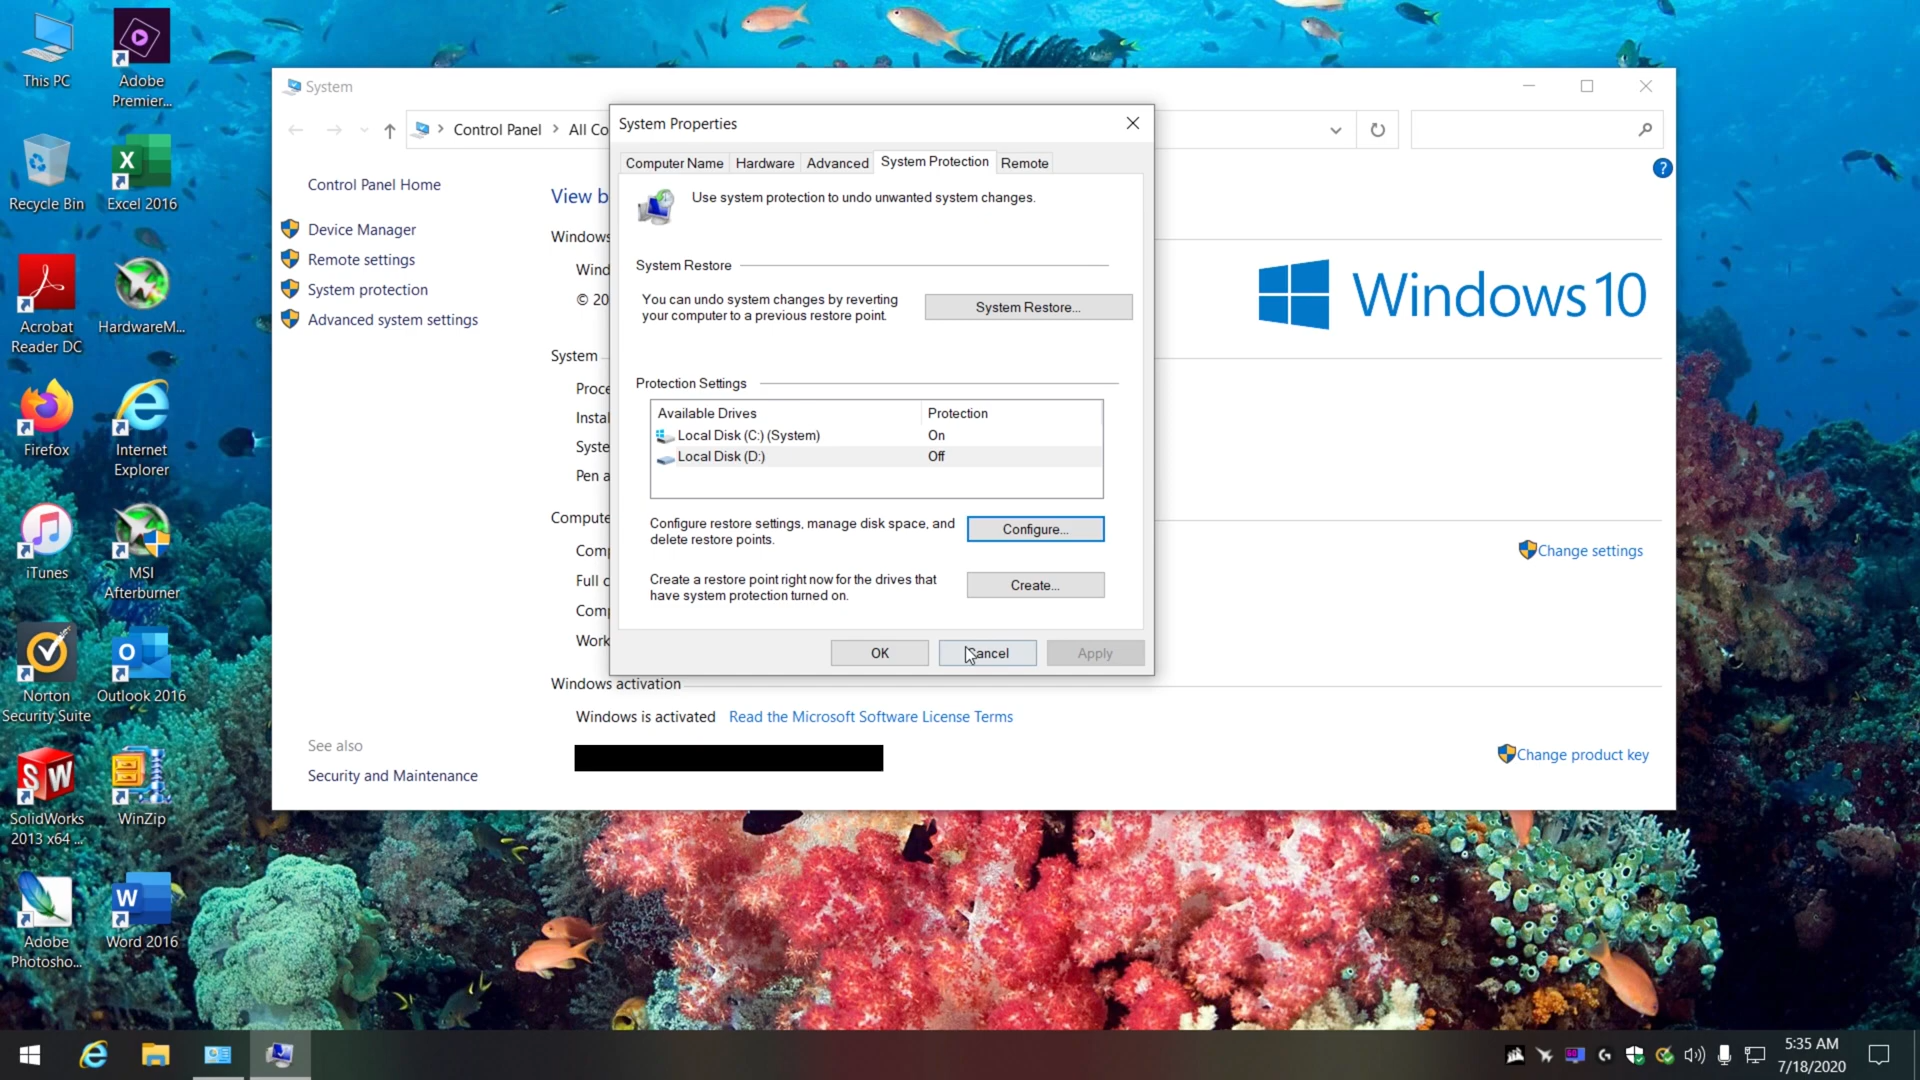 This PC
Adobe
Premier...
Recycle Bin
Excel 2016
Acrobat
Reader DC
HardwareM...
Firefox
Internet
Explorer
iTunes
MSI
Afterburner
Norton
Security Suite
Outlook 2016
SolidWorks
2013 x64 ...
WinZip
Adobe
Photosho...
Word 2016
System
Control Panel
All Co
Control Panel Home
Device Manager
Remote settings
System protection
Advanced system settings
See also
Security and Maintenance
View b
Windows
Wind
© 20
System
Proce
Instal
Syste
Pen a
Compute
Comp
Full c
Comp
Work
Windows activation
Windows is activated Read the Microsoft Software License Terms
Windows 10
Change settings
Change product key
System Properties
Computer Name Hardware Advanced System Protection Remote
Use system protection to undo unwanted system changes.
System Restore
You can undo system changes by reverting
your computer to a previous restore point.
System Restore...
Protection Settings
Available Drives Protection
Local Disk (C:) (System) On
Local Disk (D:) Off
Configure restore settings, manage disk space, and
delete restore points.
Configure...
Create a restore point right now for the drives that
have system protection turned on.
Create...
OK Cancel Apply
5:35 AM
7/18/2020